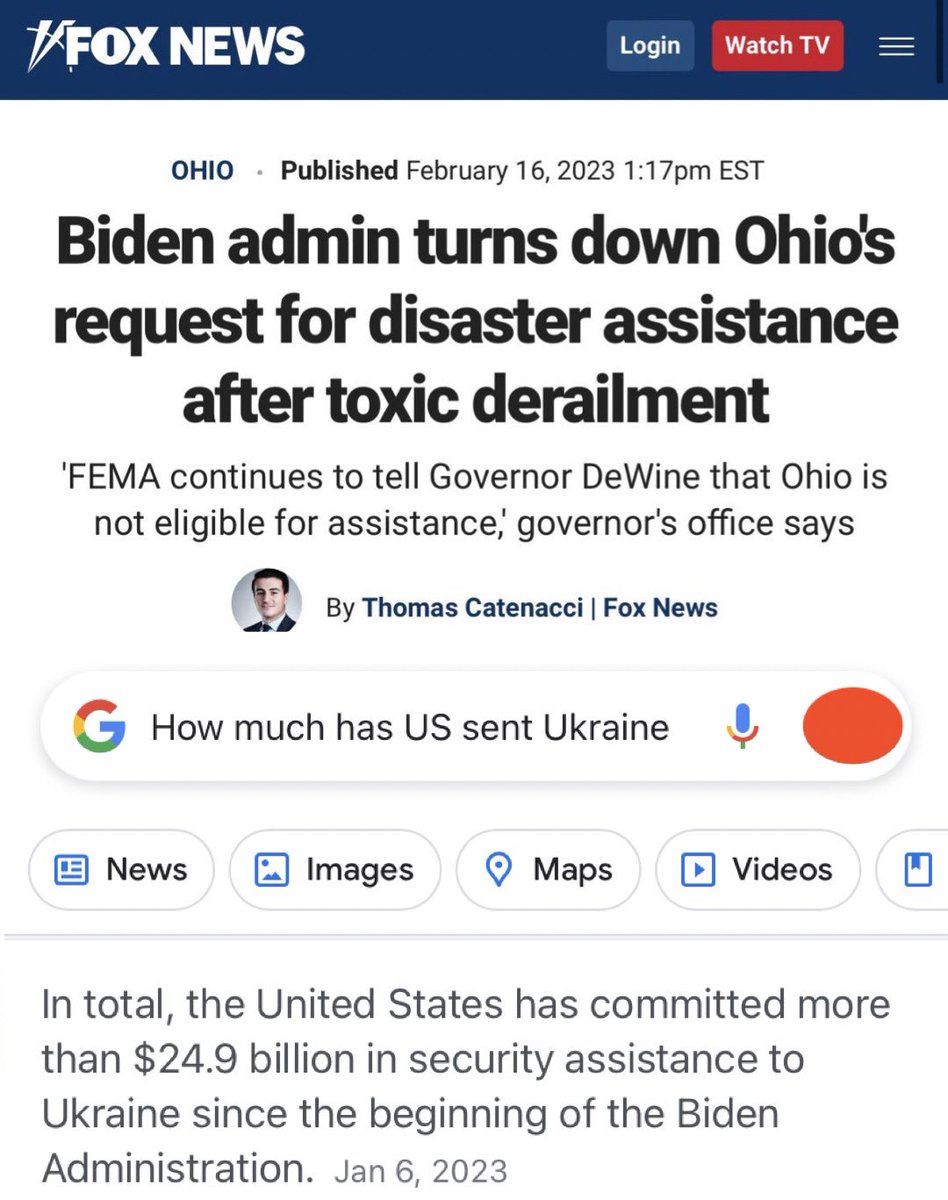 FOX NEWS Login Watch TV
OHIO · Published February 16, 2023 1:17pm EST
Biden admin turns down Ohio's
request for disaster assistance
after toxic derailment
'FEMA continues to tell Governor DeWine that Ohio is
not eligible for assistance,' governor's office says
By Thomas Catenacci | Fox News
How much has US sent Ukraine
News Images Maps Videos
In total, the United States has committed more
than $24.9 billion in security assistance to
Ukraine since the beginning of the Biden
Administration. Jan 6, 2023